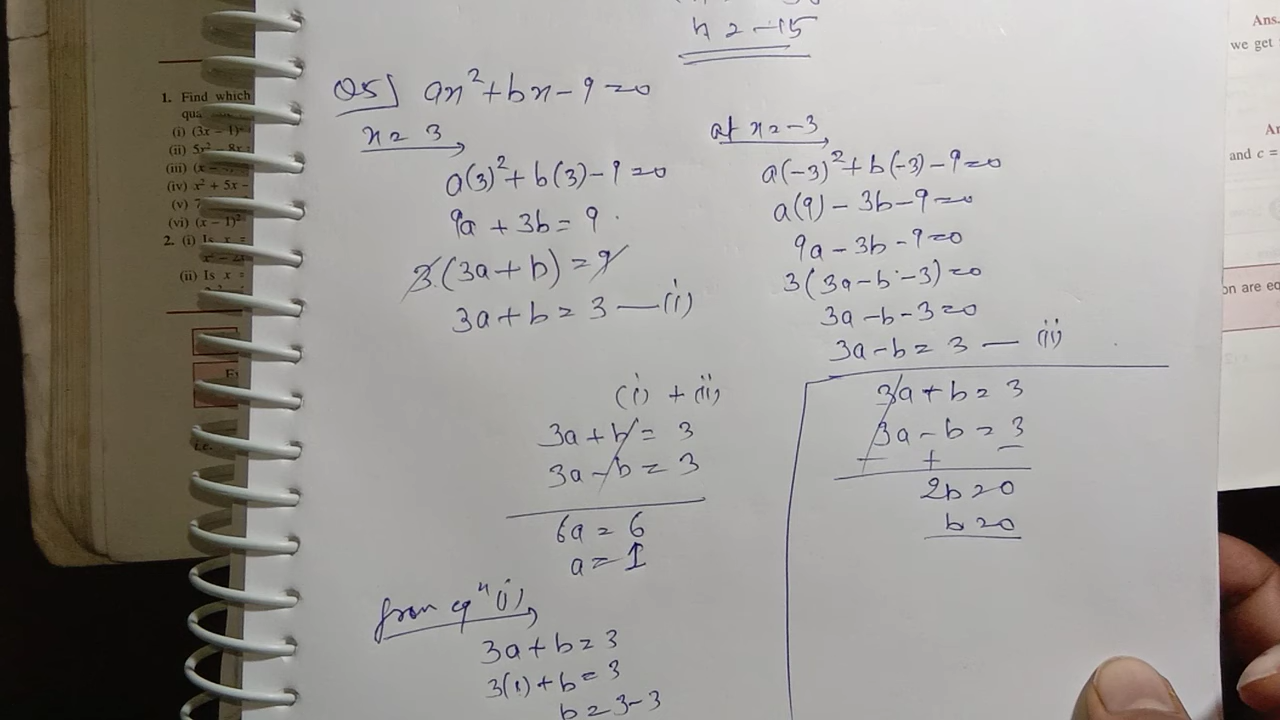 x = -15
Q5] ax²+bx-9=0
x = 3
a(3)²+b(3)-9=0
9a + 3b = 9
3(3a+b) = 9
3a+b = 3 — (i)
at x = -3
a(-3)²+b(-3)-9=0
a(9) - 3b-9=0
9a-3b-9=0
3(3a-b-3)=0
3a-b-3=0
3a-b = 3 — (ii)
(i) + (ii)
3a+b = 3
3a-b = 3
6a = 6
a = 1
from eqⁿ(i)
3a+b=3
3(1)+b=3
b=3-3
3a+b=3
3a-b=3
- + -
2b=0
b=0
1. Find which
(i) (3x - 1)²
(ii) 5x² - 8x
(iii) (x
(iv) x² + 5x -
(v) 7
(vi) (x - 1)²
2. (i) Is x =
(ii) Is x =
i.e.
Ans.
we get
and c =
on are eq